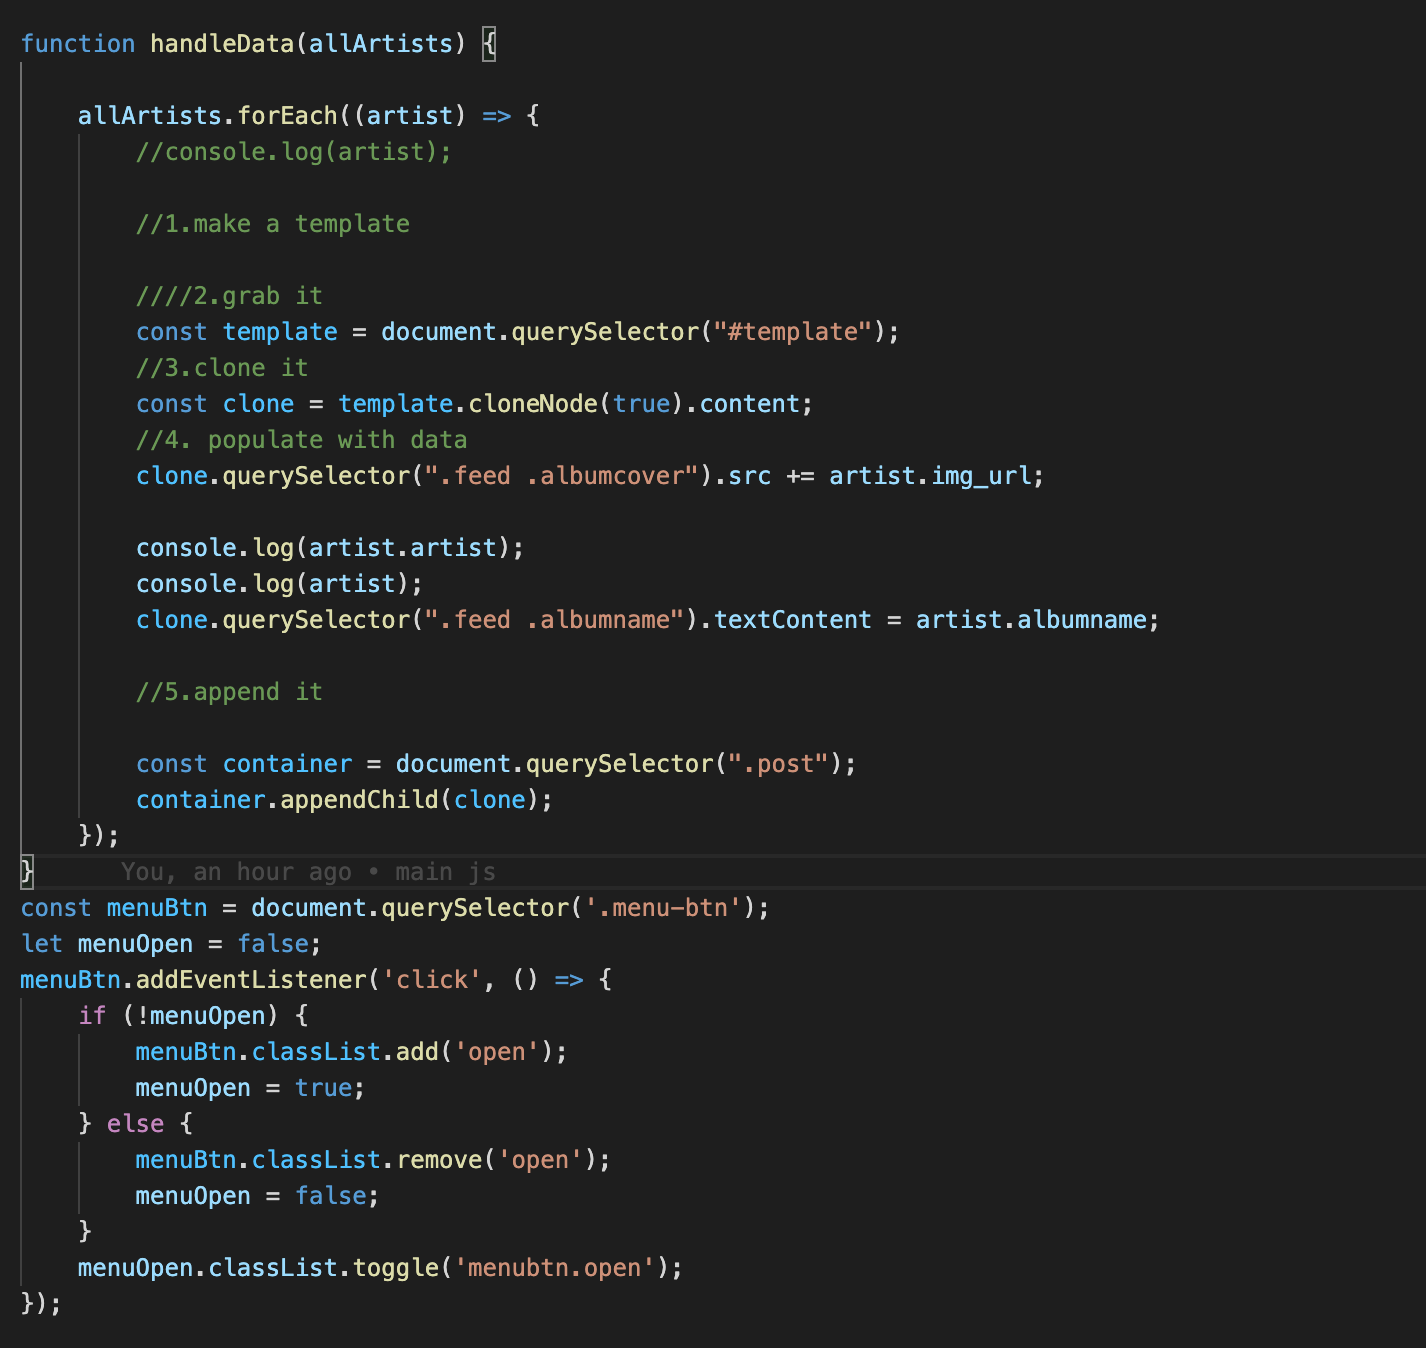 function handleData(allArtists) {
allArtists.forEach((artist) => {
//console.log(artist);
//1.make a template
////2.grab it
const template = document.querySelector("#template");
//3.clone it
const clone = template.cloneNode(true).content;
//4. populate with data
clone.querySelector(".feed .albumcover").src += artist.img_url;
console.log(artist.artist);
console.log(artist);
clone.querySelector(".feed .albumname").textContent = artist.albumname;
//5.append it
const container = document.querySelector(".post");
container.appendChild(clone);
});
} You, an hour ago • main js
const menuBtn = document.querySelector('.menu-btn');
let menuOpen = false;
menuBtn.addEventListener('click', () => {
if (!menuOpen) {
menuBtn.classList.add('open');
menuOpen = true;
} else {
menuBtn.classList.remove('open');
menuOpen = false;
}
menuOpen.classList.toggle('menubtn.open');
});